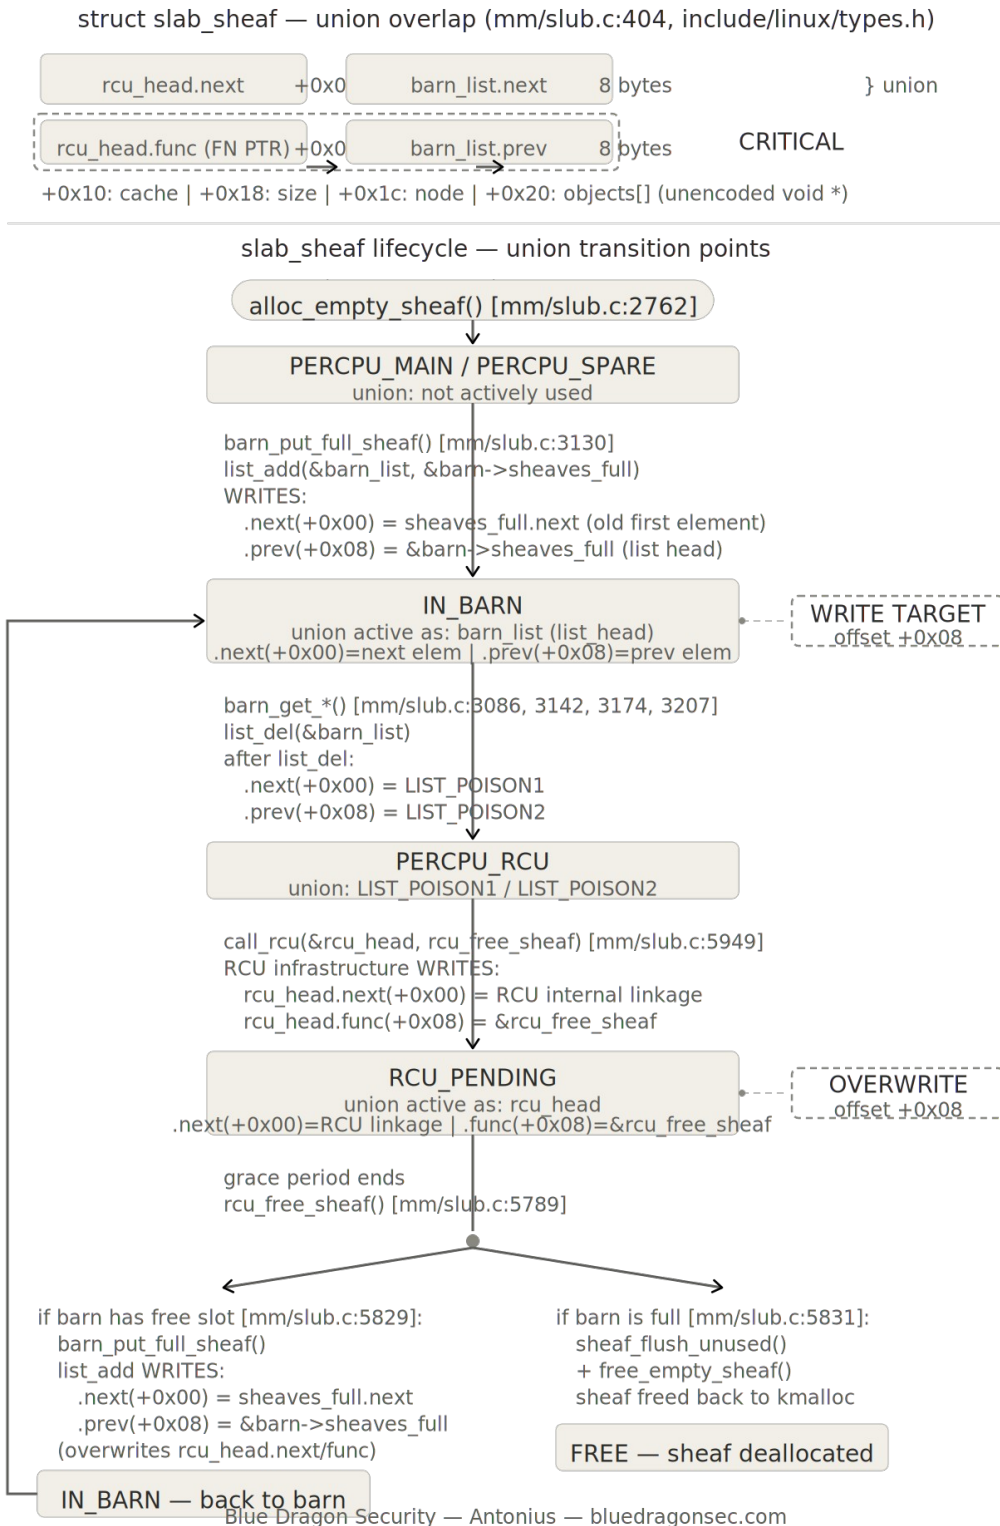 struct slab_sheaf — union overlap (mm/slub.c:404, include/linux/types.h)
rcu_head.next +0x0 barn_list.next 8 bytes } union
rcu_head.func (FN PTR) +0x0 barn_list.prev 8 bytes CRITICAL
+0x10: cache | +0x18: size | +0x1c: node | +0x20: objects[] (unencoded void *)
slab_sheaf lifecycle — union transition points
alloc_empty_sheaf() [mm/slub.c:2762]
PERCPU_MAIN / PERCPU_SPARE
union: not actively used
barn_put_full_sheaf() [mm/slub.c:3130]
list_add(&barn_list, &barn->sheaves_full)
WRITES:
.next(+0x00) = sheaves_full.next (old first element)
.prev(+0x08) = &barn->sheaves_full (list head)
IN_BARN
union active as: barn_list (list_head)
.next(+0x00)=next elem | .prev(+0x08)=prev elem
WRITE TARGET
offset +0x08
barn_get_*() [mm/slub.c:3086, 3142, 3174, 3207]
list_del(&barn_list)
after list_del:
.next(+0x00) = LIST_POISON1
.prev(+0x08) = LIST_POISON2
PERCPU_RCU
union: LIST_POISON1 / LIST_POISON2
call_rcu(&rcu_head, rcu_free_sheaf) [mm/slub.c:5949]
RCU infrastructure WRITES:
rcu_head.next(+0x00) = RCU internal linkage
rcu_head.func(+0x08) = &rcu_free_sheaf
RCU_PENDING
union active as: rcu_head
.next(+0x00)=RCU linkage | .func(+0x08)=&rcu_free_sheaf
OVERWRITE
offset +0x08
grace period ends
rcu_free_sheaf() [mm/slub.c:5789]
if barn has free slot [mm/slub.c:5829]:
barn_put_full_sheaf()
list_add WRITES:
.next(+0x00) = sheaves_full.next
.prev(+0x08) = &barn->sheaves_full
(overwrites rcu_head.next/func)
IN_BARN — back to barn
if barn is full [mm/slub.c:5831]:
sheaf_flush_unused()
+ free_empty_sheaf()
sheaf freed back to kmalloc
FREE — sheaf deallocated
Blue Dragon Security — Antonius — bluedragonsec.com